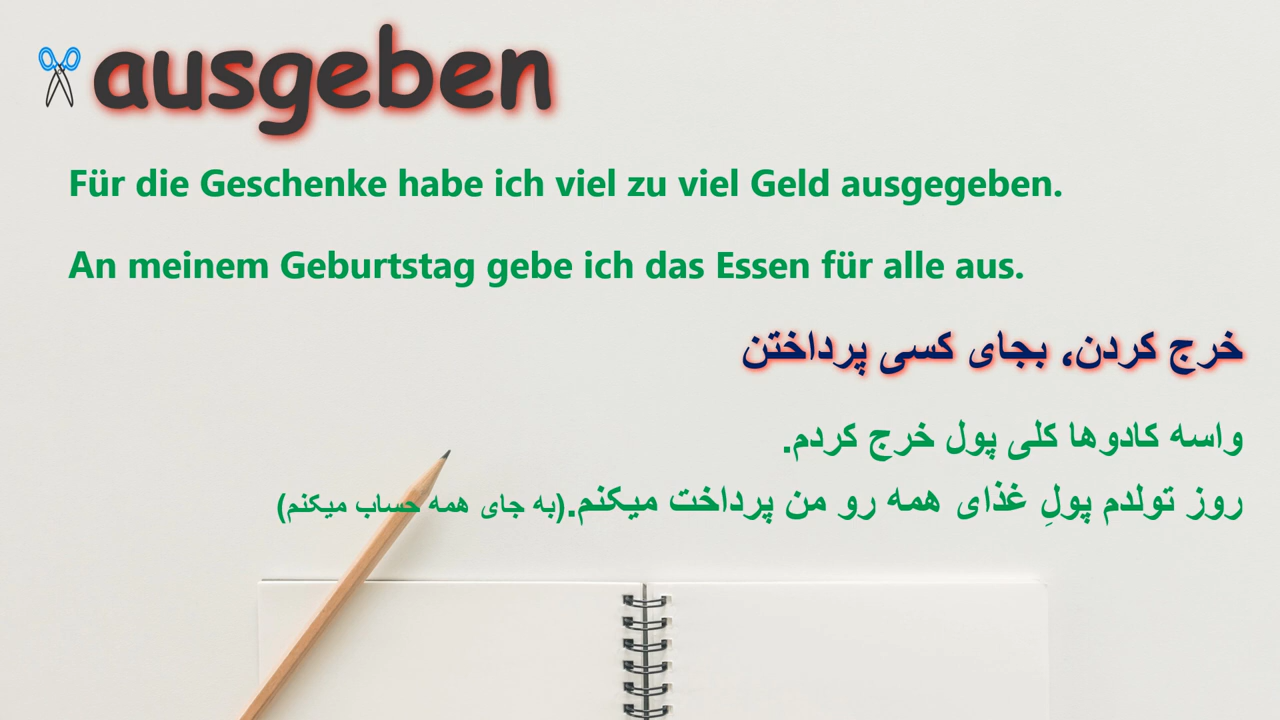 ausgeben
Für die Geschenke habe ich viel zu viel Geld ausgegeben.
An meinem Geburtstag gebe ich das Essen für alle aus.
خرج کردن، بجای کسی پرداختن
واسه کادوها کلی پول خرج کردم.
روز تولدم پولِ غذای همه رو من پرداخت میکنم.(به جای همه حساب میکنم)